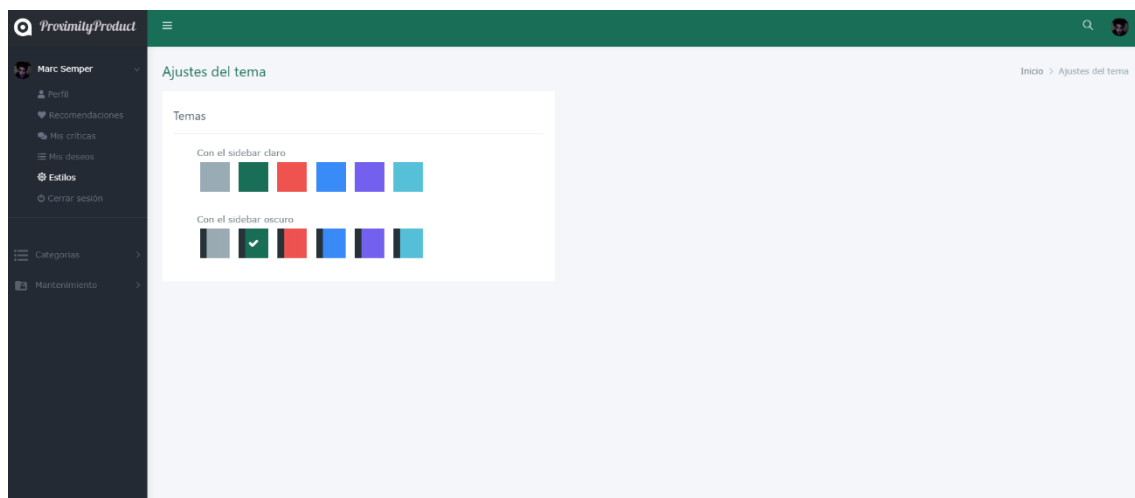 ProximityProduct
Marc Semper
Perfil
Recomendaciones
Mis críticas
Mis deseos
Estilos
Cerrar sesión
Categorias
Mantenimiento
Ajustes del tema
Inicio > Ajustes del tema
Temas
Con el sidebar claro
Con el sidebar oscuro